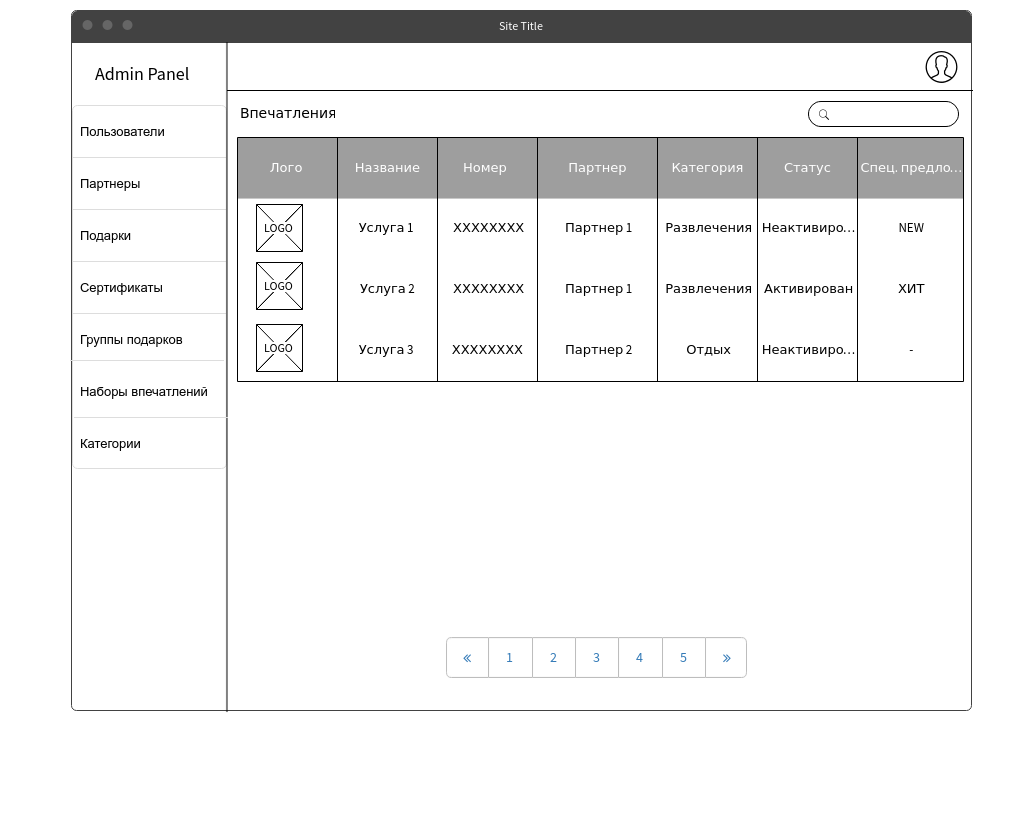 Site Title
Admin Panel
Пользователи
Партнеры
Подарки
Сертификаты
Группы подарков
Наборы впечатлений
Категории
Впечатления
Лого Название Номер Партнер Категория Статус Спец. предло...
LOGO Услуга 1 XXXXXXXX Партнер 1 Развлечения Неактивиро... NEW
LOGO Услуга 2 XXXXXXXX Партнер 1 Развлечения Активирован ХИТ
LOGO Услуга 3 XXXXXXXX Партнер 2 Отдых Неактивиро... -
« 1 2 3 4 5 »